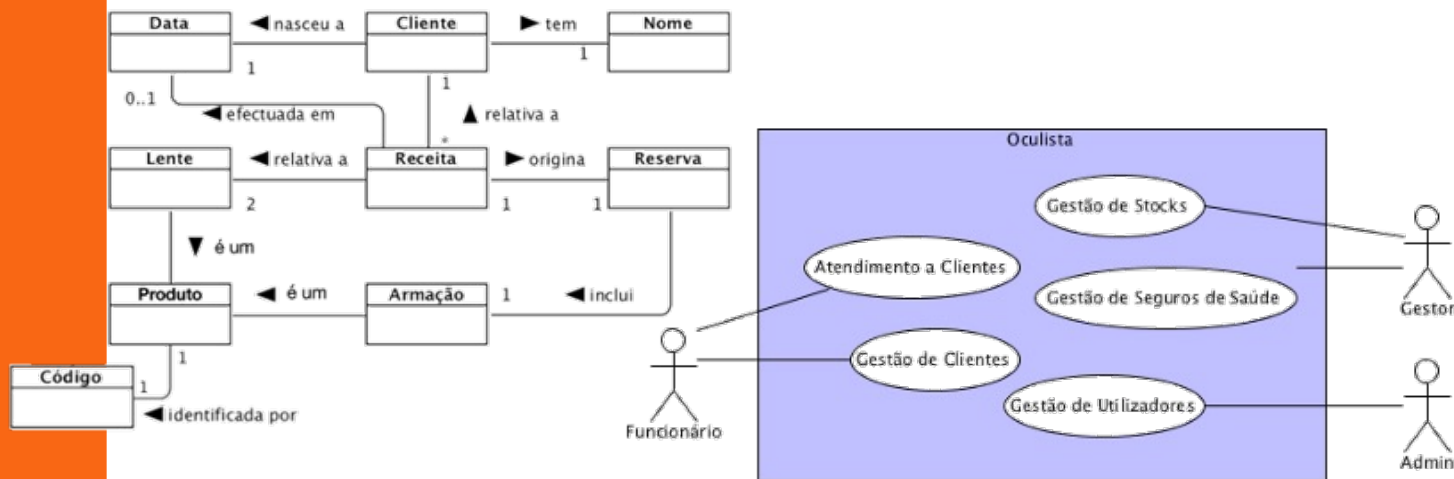 Data ◄ nasceu a Cliente ► tem Nome
1 1
0..1 1
◄ efectuada em ▲ relativa a
*
Lente ◄ relativa a Receita ► origina Reserva
2 1 1
▼ é um
Produto ◄ é um Armação 1 ◄ inclui
1
Código 1
◄ identificada por
Oculista
Gestão de Stocks
Atendimento a Clientes
Gestão de Seguros de Saúde
Gestor
Gestão de Clientes
Gestão de Utilizadores
Funcionário
Admin